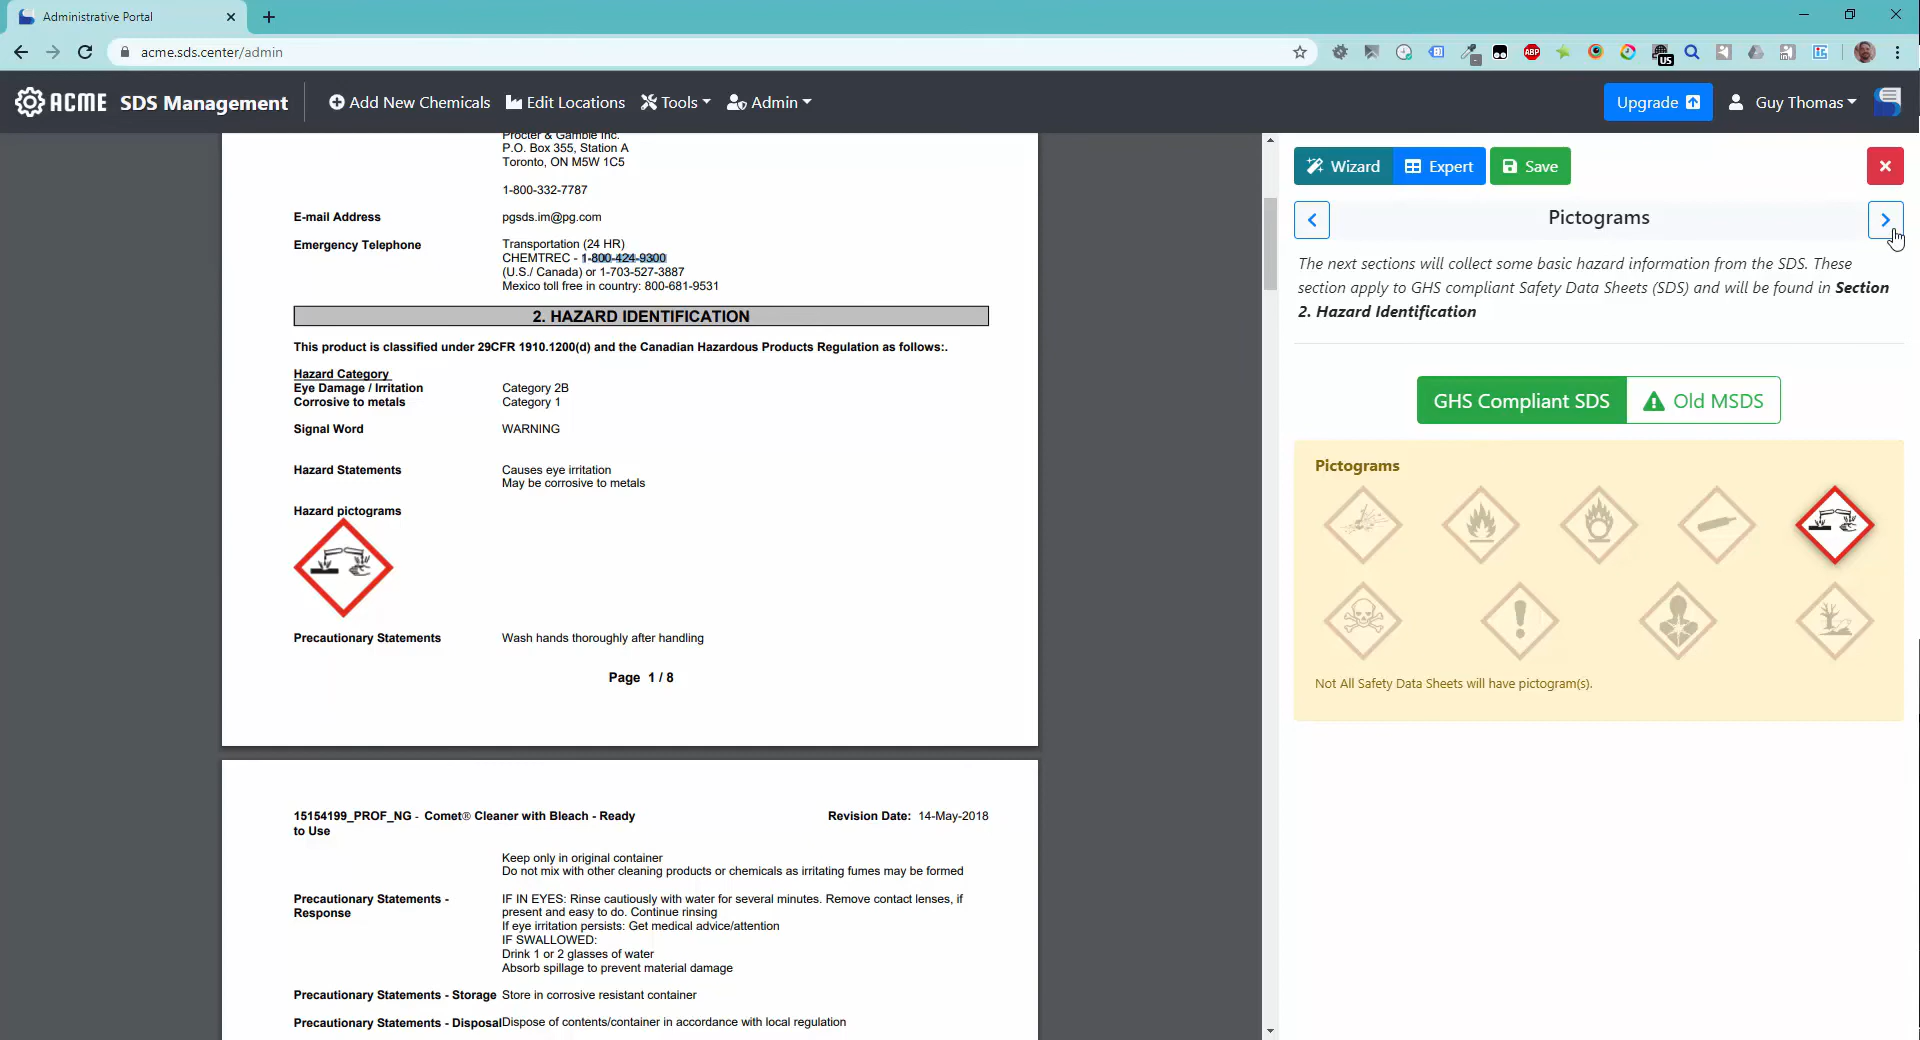 Administrative Portal
acme.sds.center/admin
ABP
US
ACME SDS Management
Add New Chemicals
Edit Locations
Tools
Admin
Upgrade
Guy Thomas
Procter & Gamble Inc.
P.O. Box 355, Station A
Toronto, ON M5W 1C5
1-800-332-7787
E-mail Address pgsds.im@pg.com
Emergency Telephone Transportation (24 HR)
CHEMTREC - 1-800-424-9300
(U.S./ Canada) or 1-703-527-3887
Mexico toll free in country: 800-681-9531
2. HAZARD IDENTIFICATION
This product is classified under 29CFR 1910.1200(d) and the Canadian Hazardous Products Regulation as follows:.
Hazard Category
Eye Damage / Irritation Category 2B
Corrosive to metals Category 1
Signal Word WARNING
Hazard Statements Causes eye irritation
May be corrosive to metals
Hazard pictograms
Precautionary Statements Wash hands thoroughly after handling
Page 1 / 8
15154199_PROF_NG - Comet® Cleaner with Bleach - Ready
to Use
Revision Date: 14-May-2018
Keep only in original container
Do not mix with other cleaning products or chemicals as irritating fumes may be formed
Precautionary Statements -
Response
IF IN EYES: Rinse cautiously with water for several minutes. Remove contact lenses, if
present and easy to do. Continue rinsing
If eye irritation persists: Get medical advice/attention
IF SWALLOWED:
Drink 1 or 2 glasses of water
Absorb spillage to prevent material damage
Precautionary Statements - Storage Store in corrosive resistant container
Precautionary Statements - Disposal Dispose of contents/container in accordance with local regulation
Wizard
Expert
Save
Pictograms
The next sections will collect some basic hazard information from the SDS. These
section apply to GHS compliant Safety Data Sheets (SDS) and will be found in Section
2. Hazard Identification
GHS Compliant SDS
Old MSDS
Pictograms
Not All Safety Data Sheets will have pictogram(s).